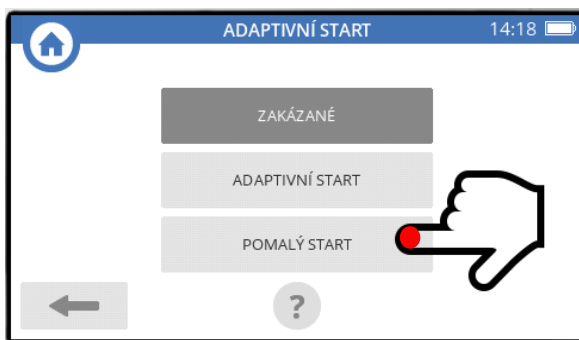 ADAPTIVNÍ START 14:18
ZAKÁZANÉ
ADAPTIVNÍ START
POMALÝ START
?